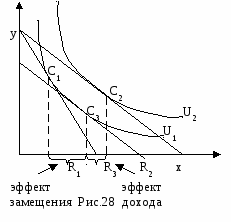 y
C₁
C₂
C₃
U₂
U₁
R₁ R₃ R₂ x
эффект эффект
замещения Рис.28 дохода